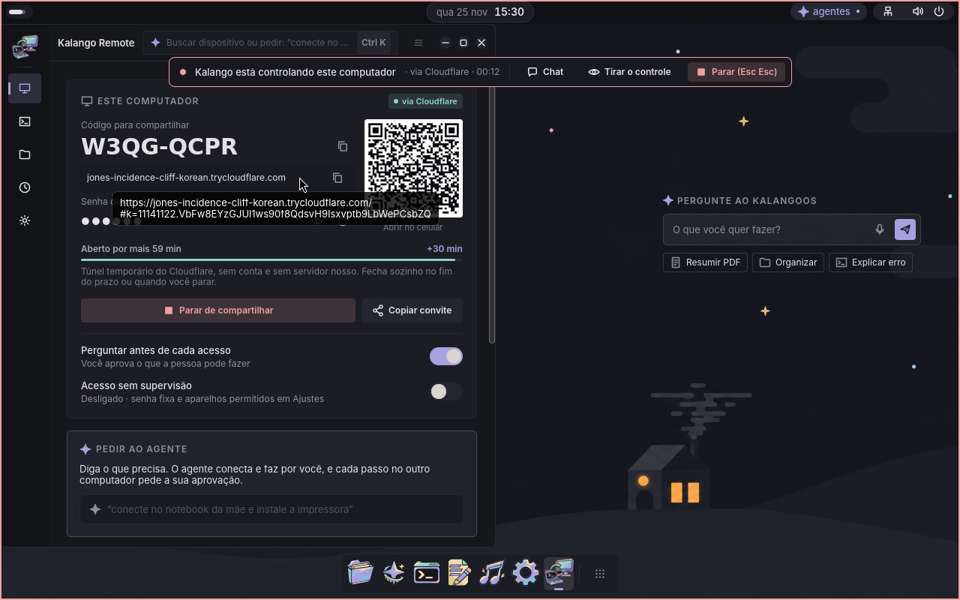 qua 25 nov 15:30
agentes
Kalango Remote
Buscar dispositivo ou pedir: "conecte no ...
Ctrl K
Kalango está controlando este computador · via Cloudflare · 00:12
Chat
Tirar o controle
Parar (Esc Esc)
ESTE COMPUTADOR
via Cloudflare
Código para compartilhar
W3QG-QCPR
jones-incidence-cliff-korean.trycloudflare.com
Senha
https://jones-incidence-cliff-korean.trycloudflare.com/
Abrir no celular
Aberto por mais 59 min
+30 min
Túnel temporário do Cloudflare, sem conta e sem servidor nosso. Fecha sozinho no fim
do prazo ou quando você parar.
Parar de compartilhar
Copiar convite
Perguntar antes de cada acesso
Você aprova o que a pessoa pode fazer
Acesso sem supervisão
Desligado · senha fixa e aparelhos permitidos em Ajustes
PEDIR AO AGENTE
Diga o que precisa. O agente conecta e faz por você, e cada passo no outro
computador pede a sua aprovação.
"conecte no notebook da mãe e instale a impressora"
PERGUNTE AO KALANGOOS
O que você quer fazer?
Resumir PDF
Organizar
Explicar erro